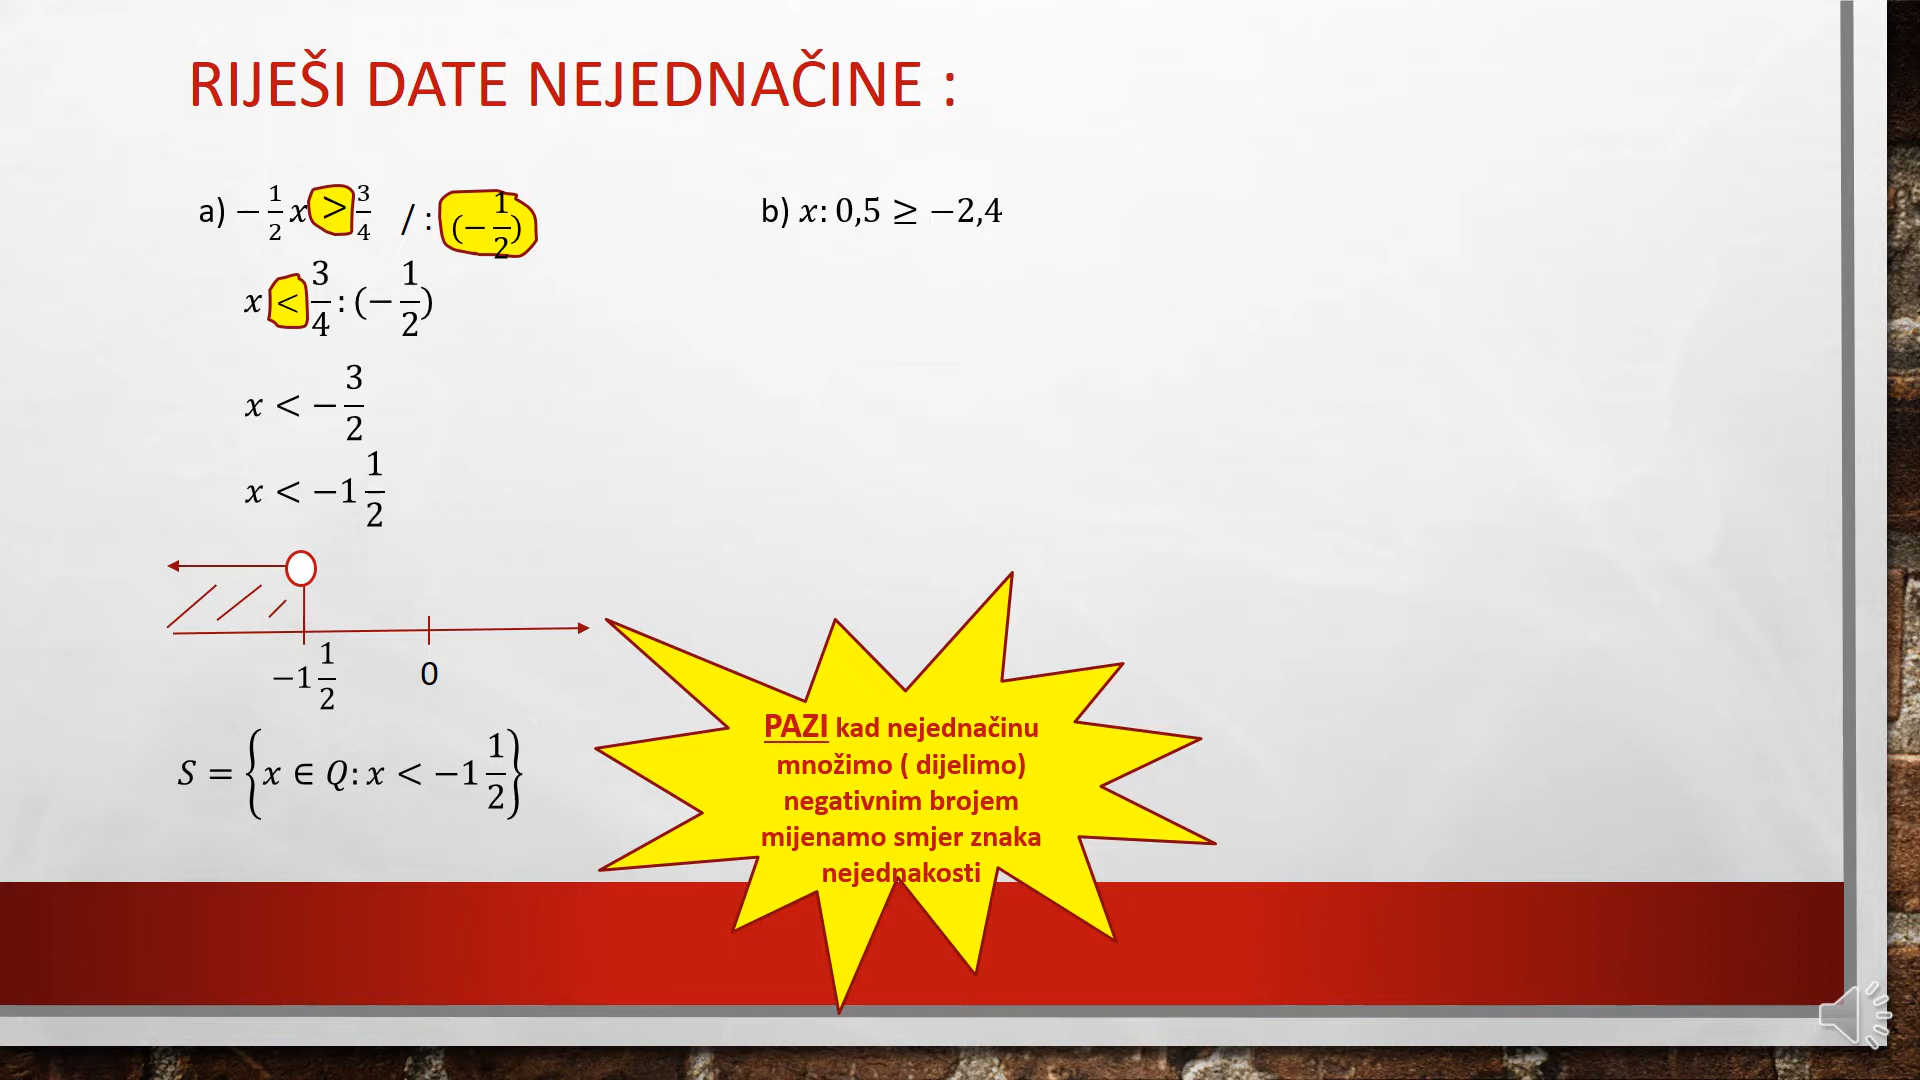 RIJEŠI DATE NEJEDNAČINE :
a) −1/2 x > 3/4 / : (−1/2)
x < 3/4 : (−1/2)
x < −3/2
x < −1 1/2
−1 1/2 0
S = {x ∈ Q: x < −1 1/2}
b) x: 0,5 ≥ −2,4
PAZI kad nejednačinu
množimo ( dijelimo)
negativnim brojem
mijenamo smjer znaka
nejednakosti